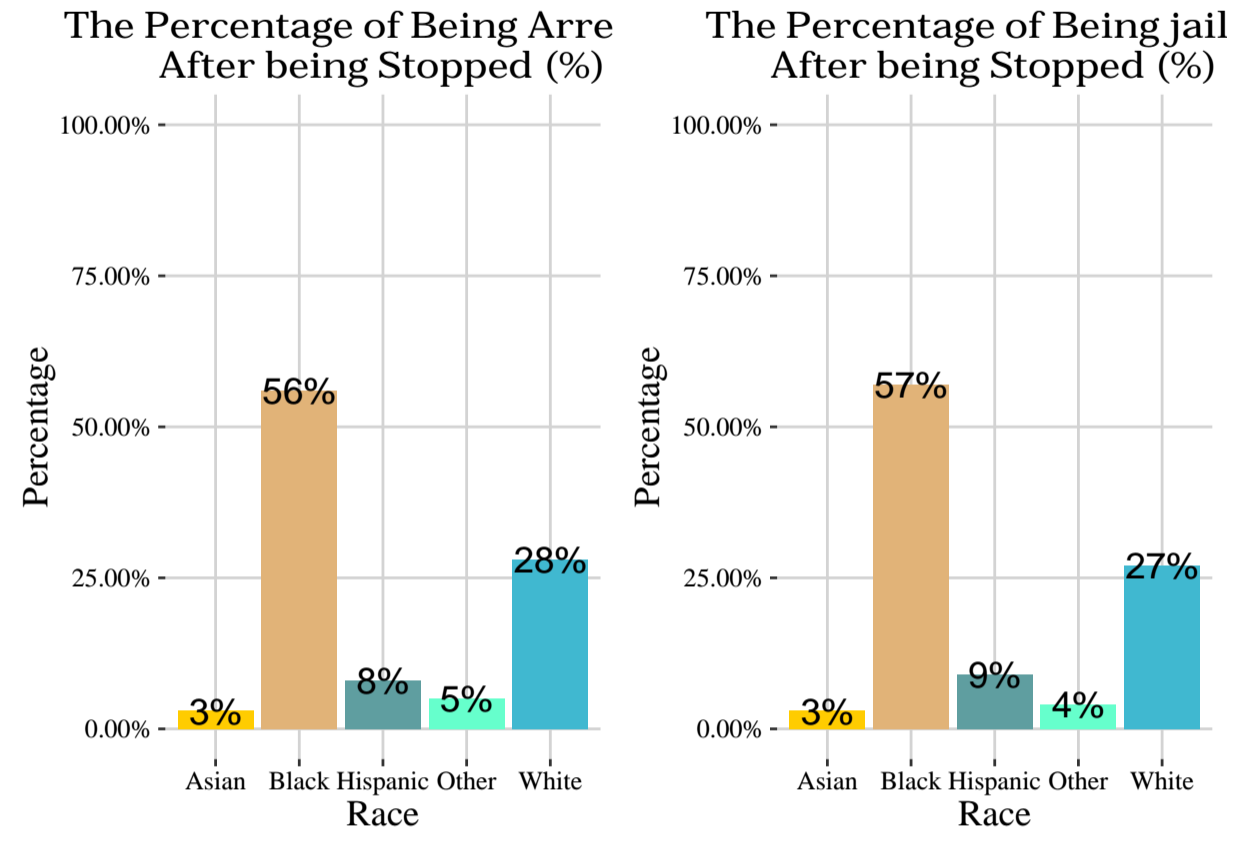 The Percentage of Being Arre
After being Stopped (%)
100.00%
75.00%
50.00%
25.00%
0.00%
Percentage
56%
28%
8%
5%
3%
Asian Black Hispanic Other White
Race
The Percentage of Being jail
After being Stopped (%)
100.00%
75.00%
50.00%
25.00%
0.00%
Percentage
57%
27%
9%
4%
3%
Asian Black Hispanic Other White
Race